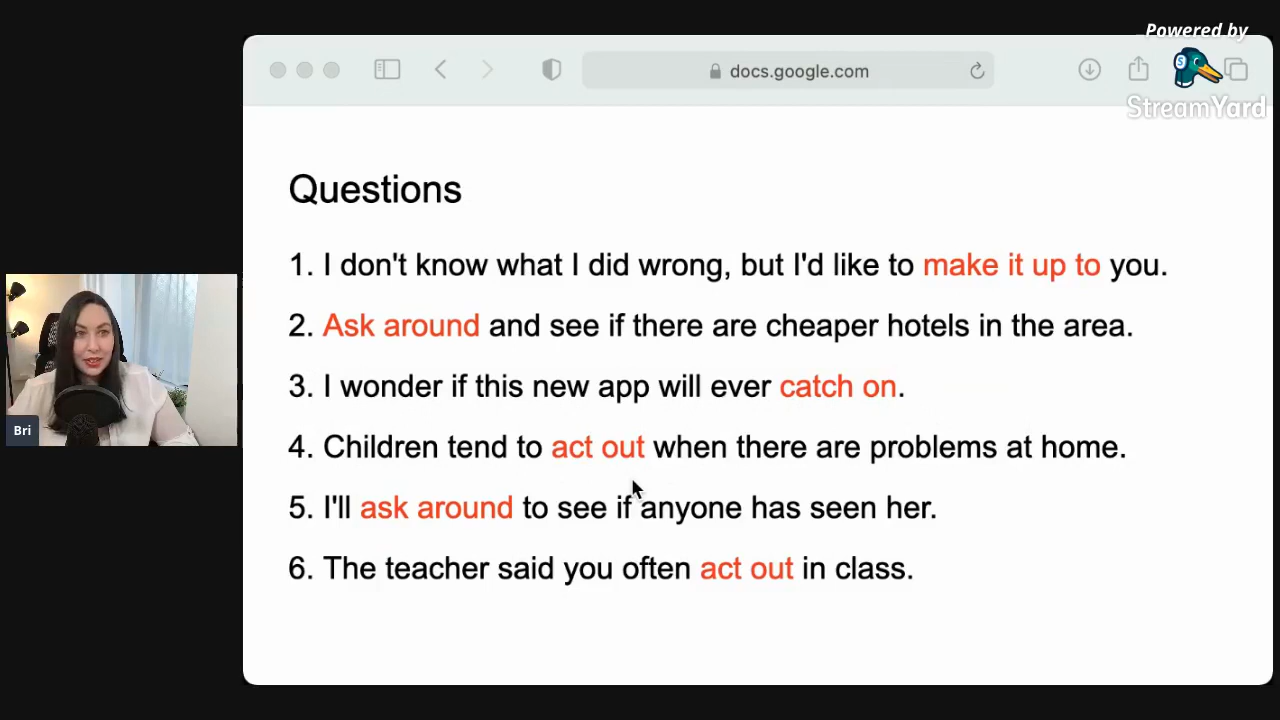 Powered by
docs.google.com
StreamYard
Questions
1. I don't know what I did wrong, but I'd like to make it up to you.
2. Ask around and see if there are cheaper hotels in the area.
3. I wonder if this new app will ever catch on.
4. Children tend to act out when there are problems at home.
Bri
5. I'll ask around to see if anyone has seen her.
6. The teacher said you often act out in class.